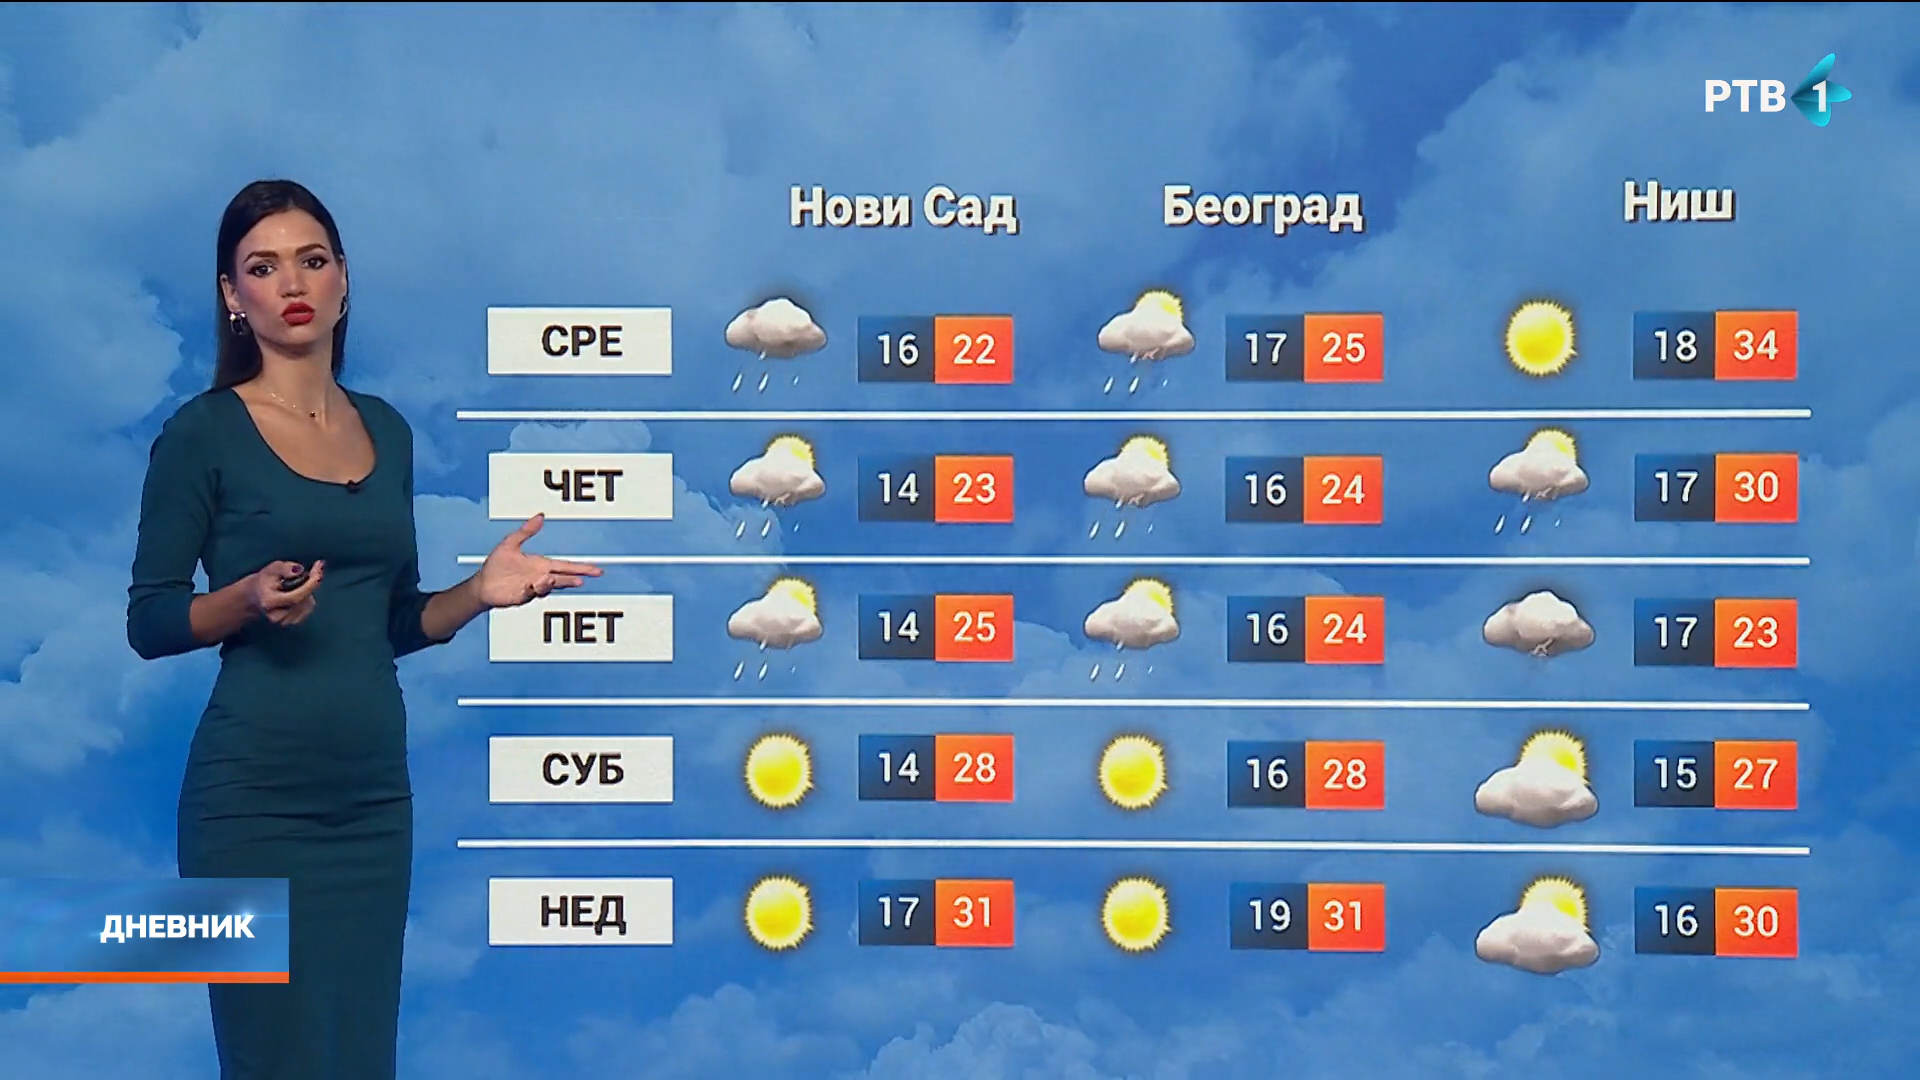 РТВ 1
Нови Сад Београд Ниш
СРЕ 16 22 17 25 18 34
ЧЕТ 14 23 16 24 17 30
ПЕТ 14 25 16 24 17 23
СУБ 14 28 16 28 15 27
НЕД 17 31 19 31 16 30
ДНЕВНИК